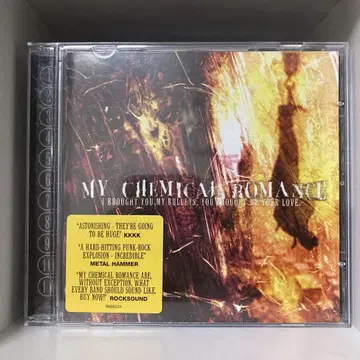 MY CHEMICAL ROMANCE
I BROUGHT YOU MY BULLETS, YOU BROUGHT ME YOUR LOVE
"ASTONISHING - THEY'RE GOING
TO BE HUGE" KKKK
"A HARD-HITTING PUNK-ROCK
EXPLOSION - INCREDIBLE"
METAL HAMMER
"MY CHEMICAL ROMANCE ARE,
WITHOUT EXCEPTION, WHAT
EVERY BAND SHOULD SOUND LIKE.
BUY NOW!" ROCKSOUND